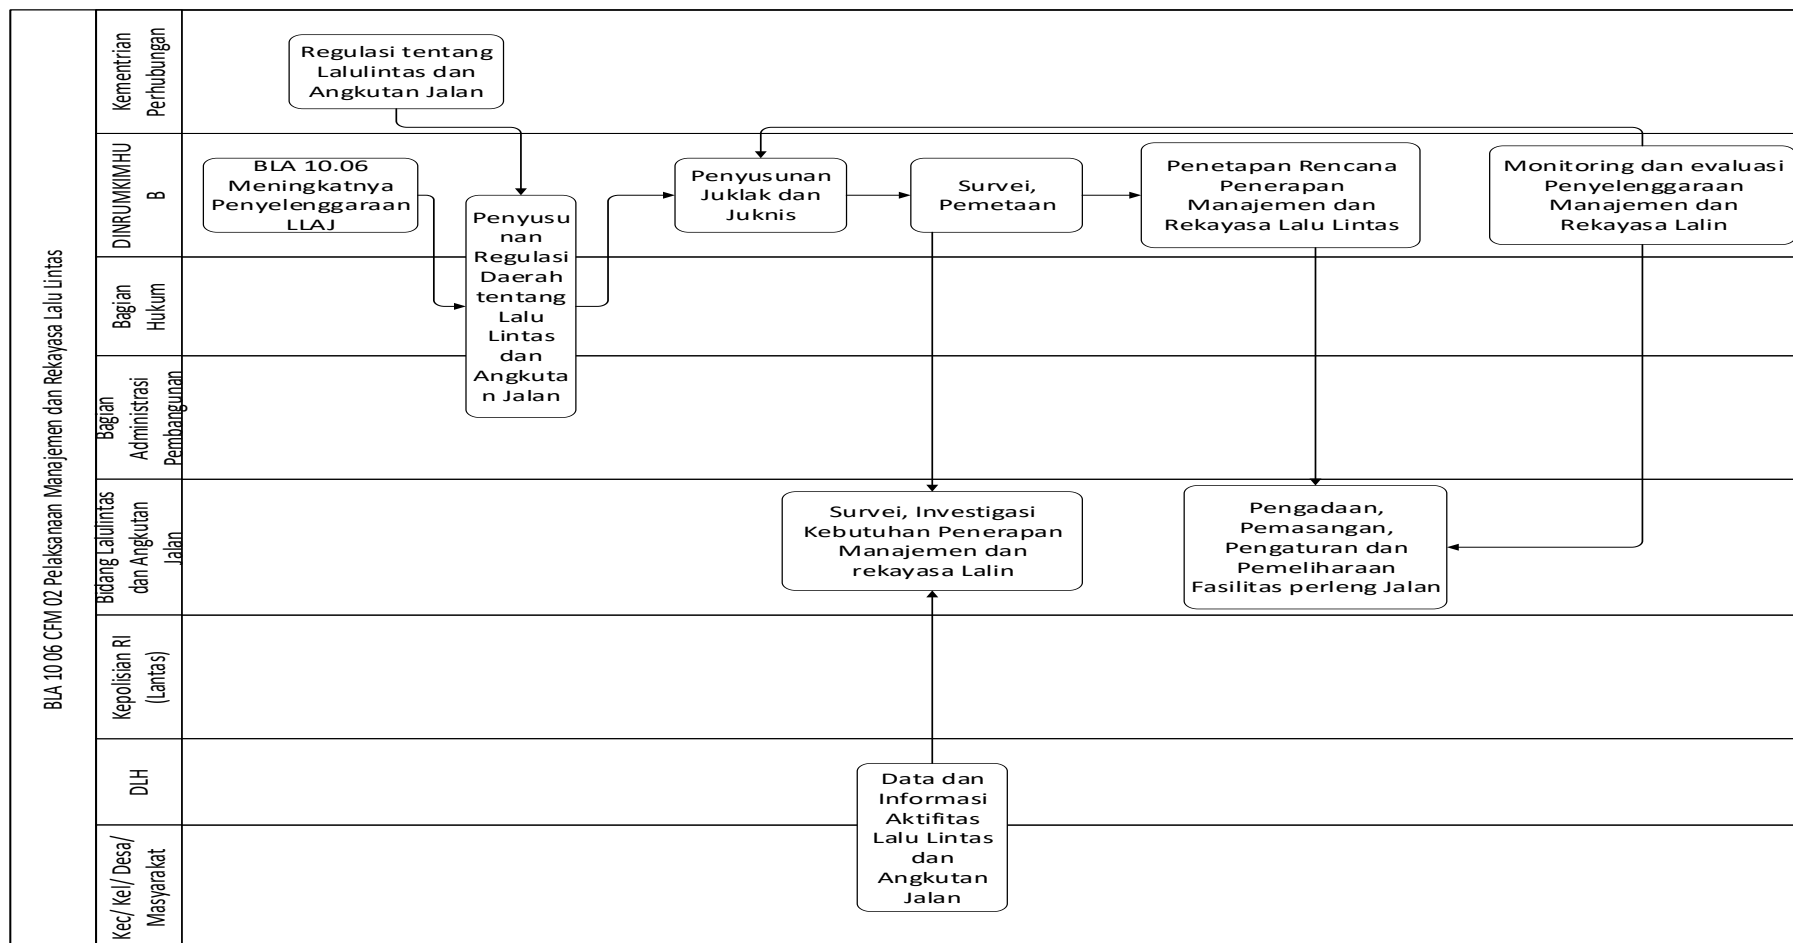 BLA 10 06 CFM 02 Pelaksanaan Manajemen dan Rekayasa Lalu Lintas
Kementrian
Perhubungan
Regulasi tentang
Lalulintas dan
Angkutan Jalan
DINRUMKIMHU
B
BLA 10.06
Meningkatnya
Penyelenggaraan
LLAJ
Penyusu
nan
Regulasi
Daerah
tentang
Lalu
Lintas
dan
Angkuta
n Jalan
Penyusunan
Juklak dan
Juknis
Survei,
Pemetaan
Penetapan Rencana
Penerapan
Manajemen dan
Rekayasa Lalu Lintas
Monitoring dan evaluasi
Penyelenggaraan
Manajemen dan
Rekayasa Lalin
Bagian
Hukum
Bagian
Administrasi
Pembangunan
Bidang Lalulintas
dan Angkutan
Jalan
Survei, Investigasi
Kebutuhan Penerapan
Manajemen dan
rekayasa Lalin
Pengadaan,
Pemasangan,
Pengaturan dan
Pemeliharaan
Fasilitas perleng Jalan
Kepolisian RI
(Lantas)
DLH
Data dan
Informasi
Aktifitas
Lalu Lintas
dan
Angkutan
Jalan
Kec/ Kel/ Desa/
Masyarakat